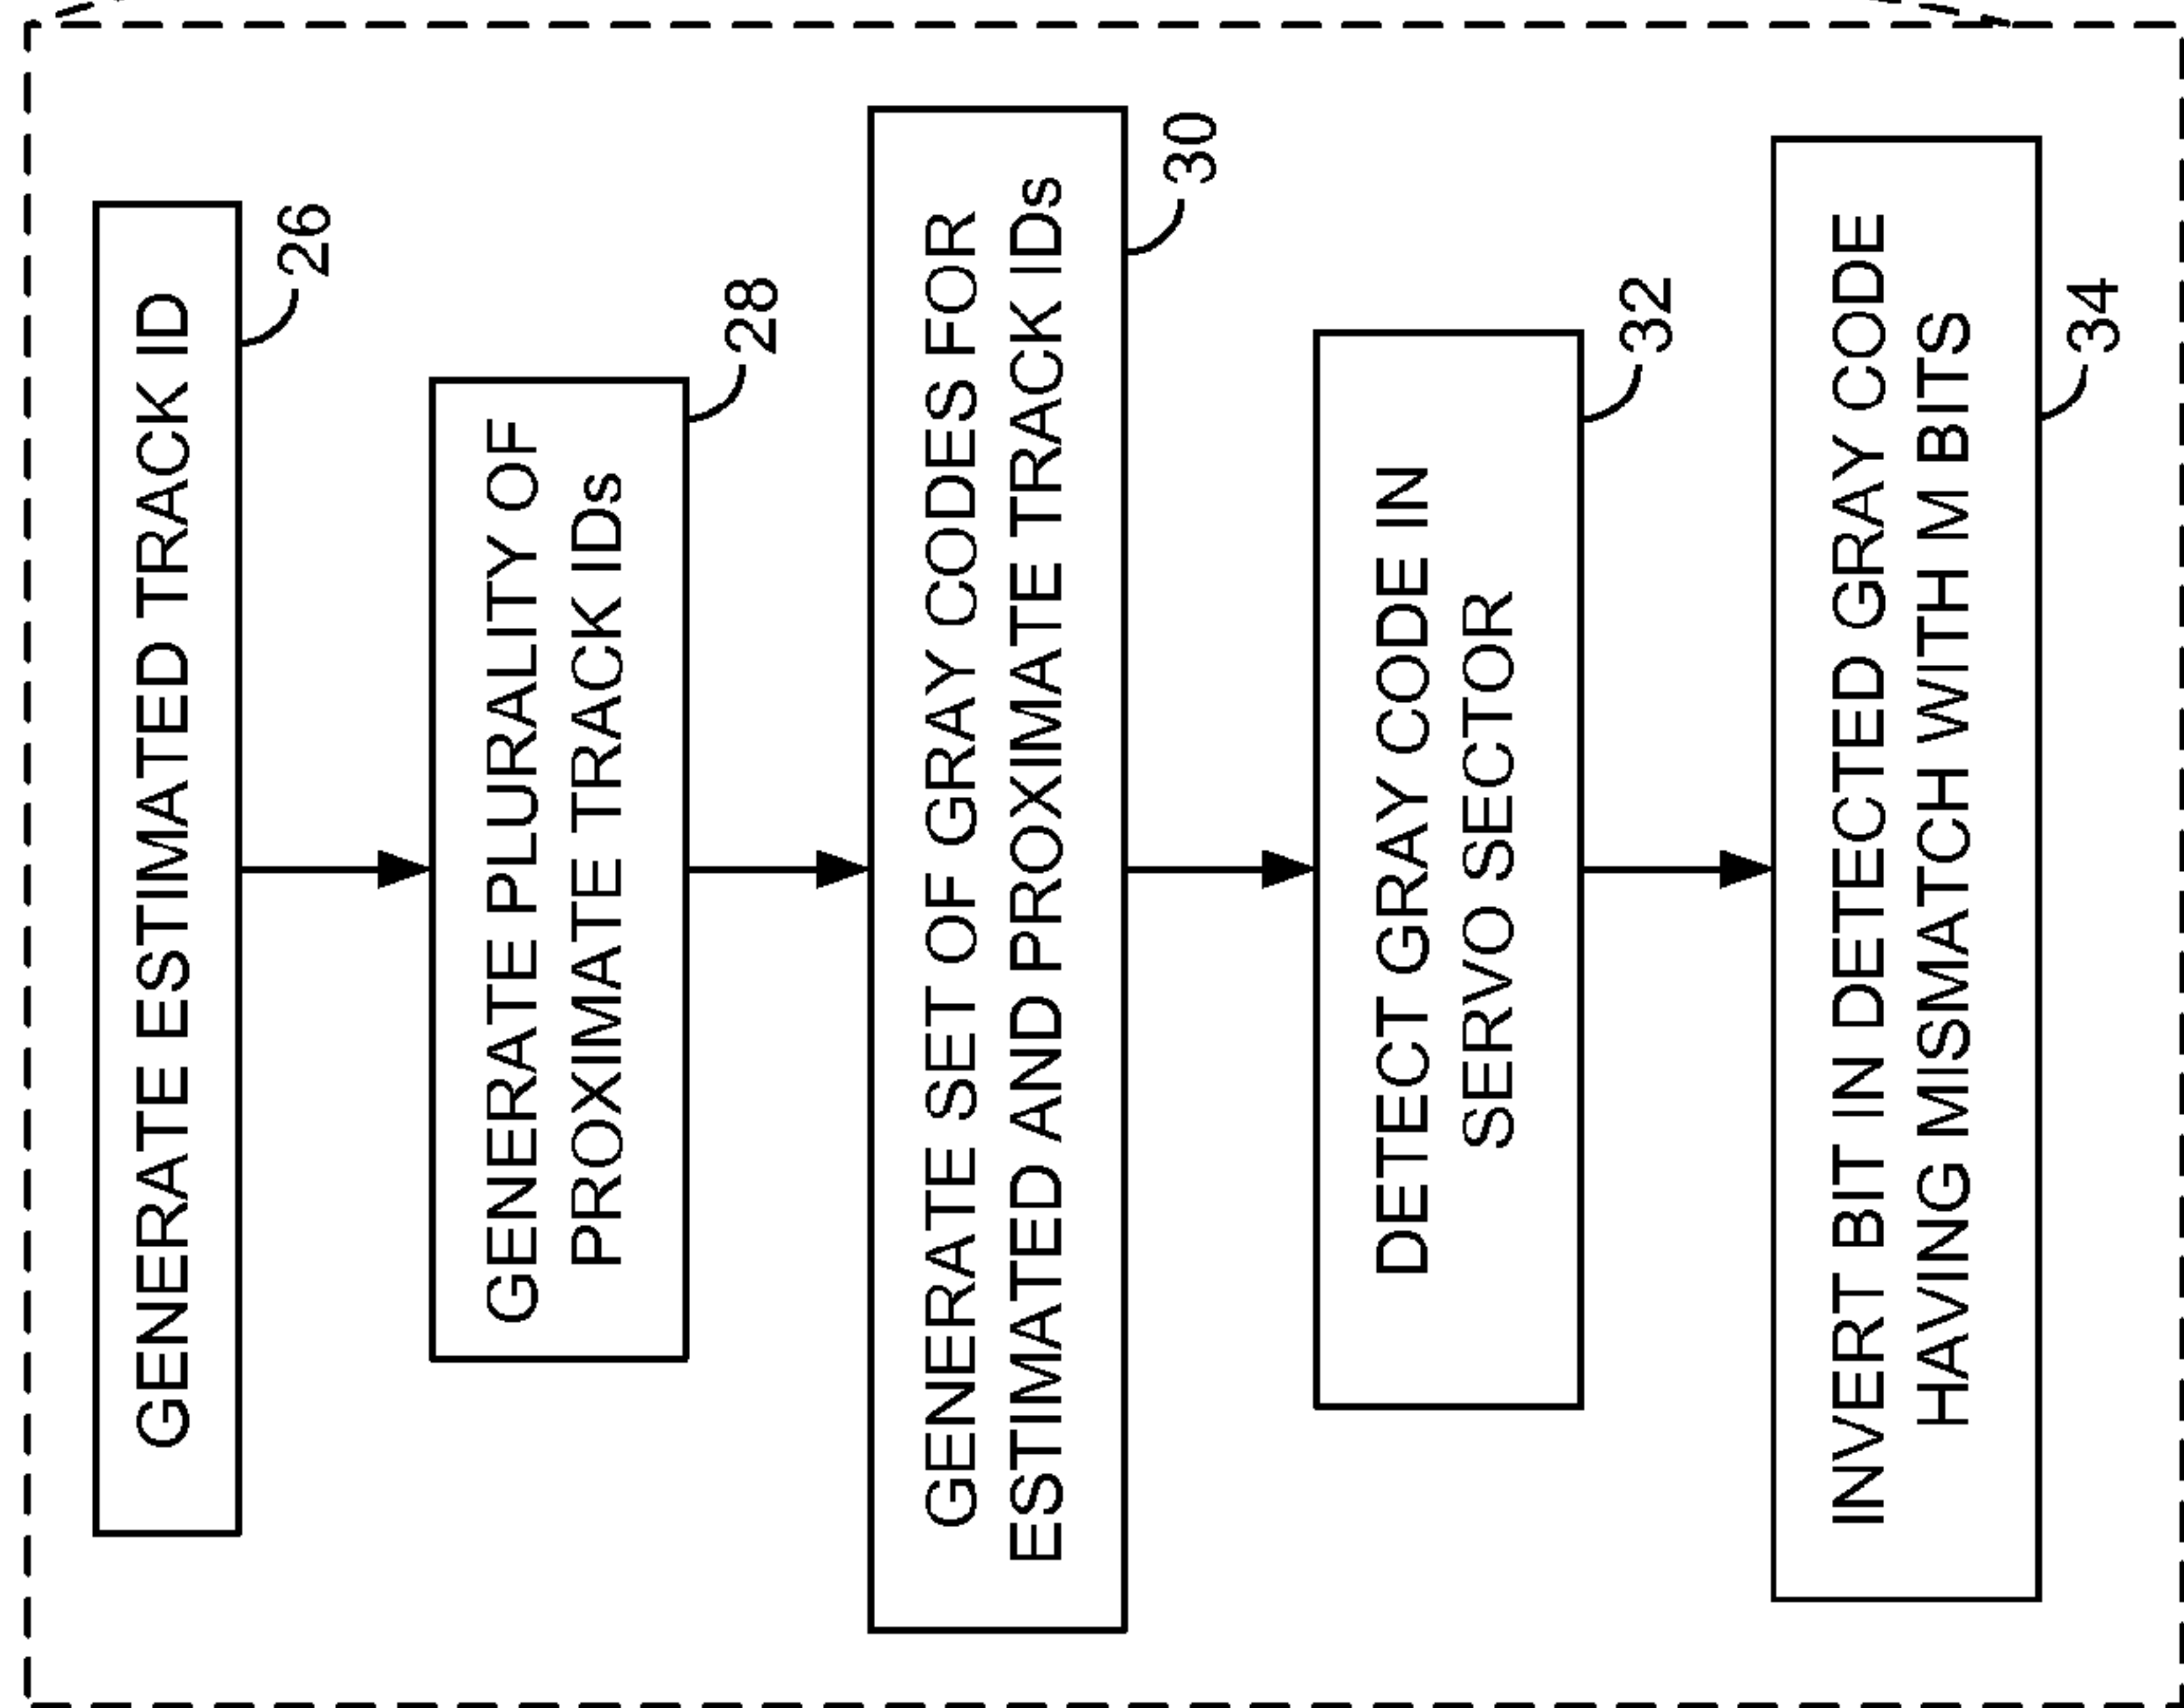 GENERATE ESTIMATED TRACK ID
26
GENERATE PLURALITY OF
PROXIMATE TRACK IDs
28
GENERATE SET OF GRAY CODES FOR
ESTIMATED AND PROXIMATE TRACK IDs
30
DETECT GRAY CODE IN
SERVO SECTOR
32
INVERT BIT IN DETECTED GRAY CODE
HAVING MISMATCH WITH M BITS
34